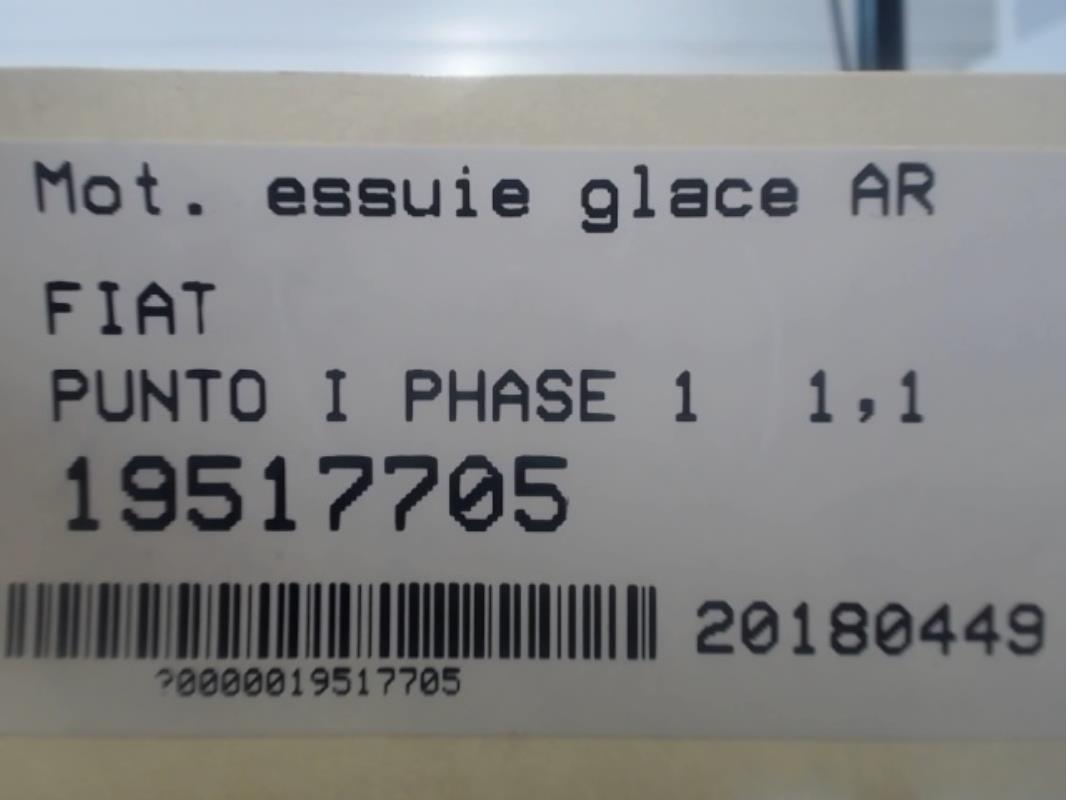 Mot. essuie glace AR
FIAT
PUNTO I PHASE 1 1,1
19517705
20180449
?0000019517705